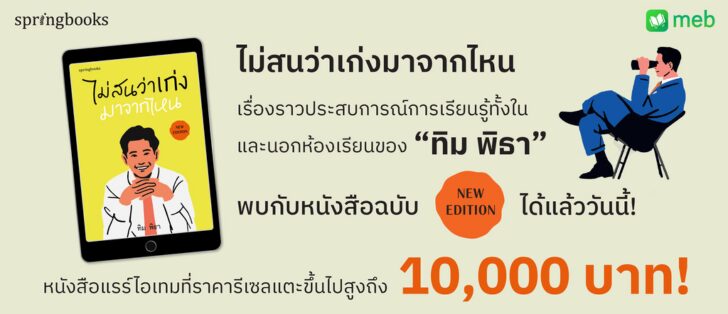 springbooks
meb
springbooks
ไม่สนว่าเก่ง
มาจากไหน
NEW
EDITION
ทิม พิธา
ไม่สนว่าเก่งมาจากไหน
เรื่องราวประสบการณ์การเรียนรู้ทั้งใน
และนอกห้องเรียนของ “ทิม พิธา”
พบกับหนังสือฉบับ NEW EDITION ได้แล้ววันนี้!
หนังสือแรร์ไอเทมที่ราคารีเซลแตะขึ้นไปสูงถึง 10,000 บาท!